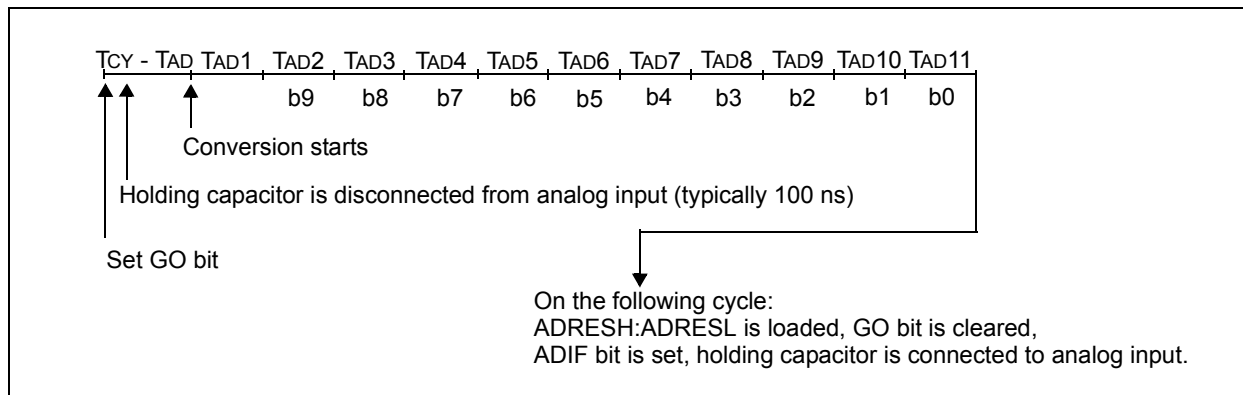 TCY - TAD TAD1 TAD2 TAD3 TAD4 TAD5 TAD6 TAD7 TAD8 TAD9 TAD10 TAD11
b9 b8 b7 b6 b5 b4 b3 b2 b1 b0
Conversion starts
Holding capacitor is disconnected from analog input (typically 100 ns)
Set GO bit
On the following cycle:
ADRESH:ADRESL is loaded, GO bit is cleared,
ADIF bit is set, holding capacitor is connected to analog input.